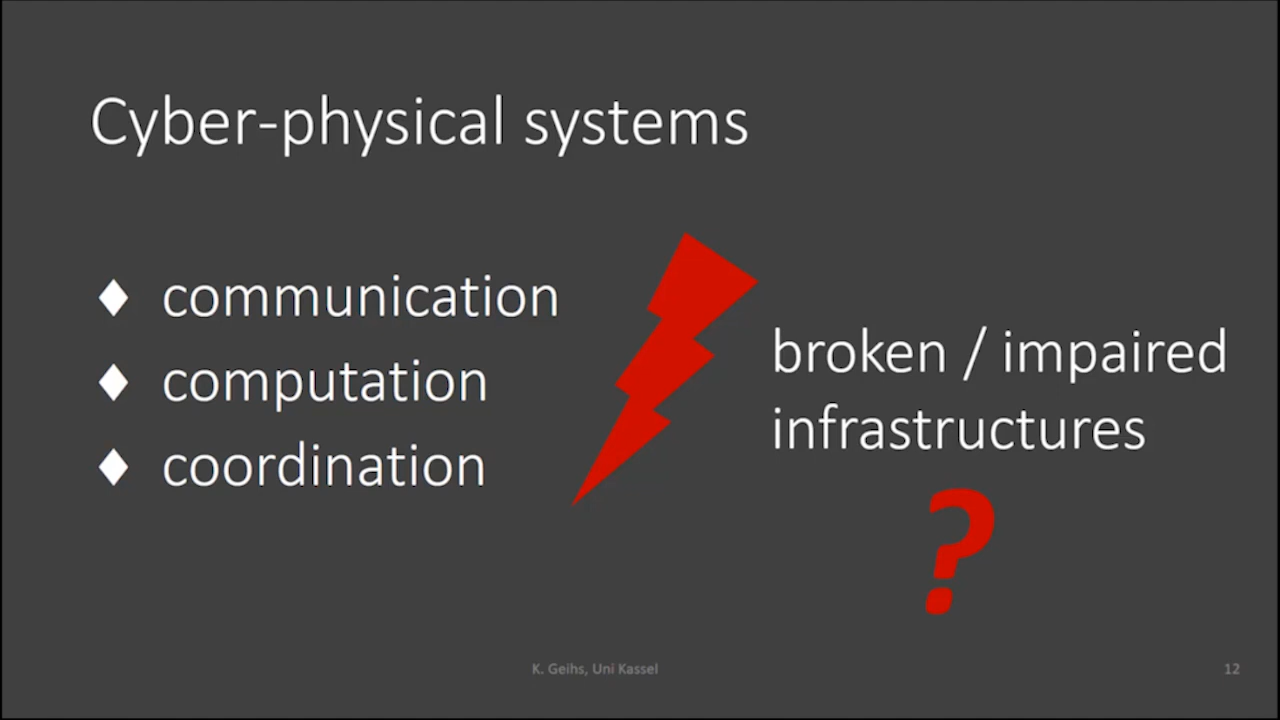 Cyber-physical systems
♦ communication
♦ computation
♦ coordination
broken / impaired
infrastructures
?
K. Geihs, Uni Kassel
12